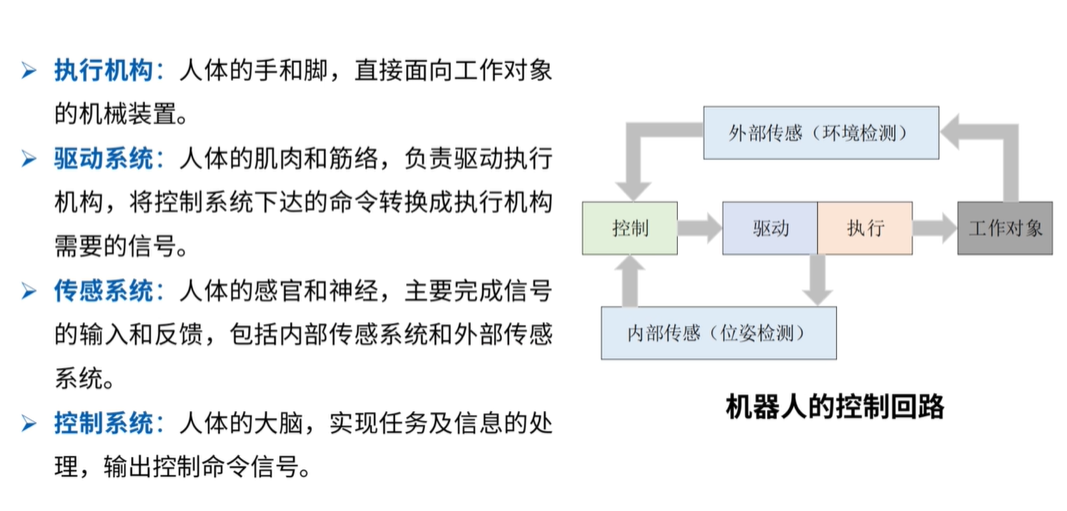 执行机构：人体的手和脚，直接面向工作对象
的机械装置。
驱动系统：人体的肌肉和筋络，负责驱动执行
机构，将控制系统下达的命令转换成执行机构
需要的信号。
传感系统：人体的感官和神经，主要完成信号
的输入和反馈，包括内部传感系统和外部传感
系统。
控制系统：人体的大脑，实现任务及信息的处
理，输出控制命令信号。
外部传感（环境检测）
控制
驱动
执行
工作对象
内部传感（位姿检测）
机器人的控制回路